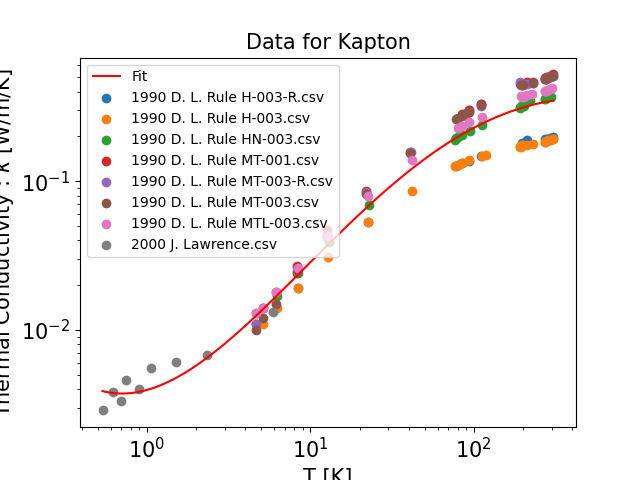 Data for Kapton
Thermal Conductivity : k [W/m/K]
10⁻¹
10⁻²
Fit
1990 D. L. Rule H-003-R.csv
1990 D. L. Rule H-003.csv
1990 D. L. Rule HN-003.csv
1990 D. L. Rule MT-001.csv
1990 D. L. Rule MT-003-R.csv
1990 D. L. Rule MT-003.csv
1990 D. L. Rule MTL-003.csv
2000 J. Lawrence.csv
10⁰ 10¹ 10²
T [K]